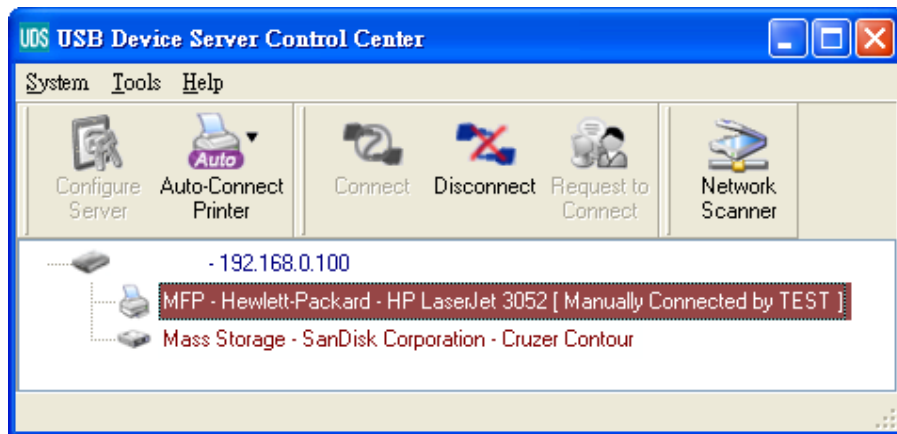 UDS USB Device Server Control Center
System Tools Help
Auto
Configure Server
Auto-Connect Printer
Connect
Disconnect
Request to Connect
Network Scanner
- 192.168.0.100
MFP - Hewlett-Packard - HP LaserJet 3052 [ Manually Connected by TEST ]
Mass Storage - SanDisk Corporation - Cruzer Contour